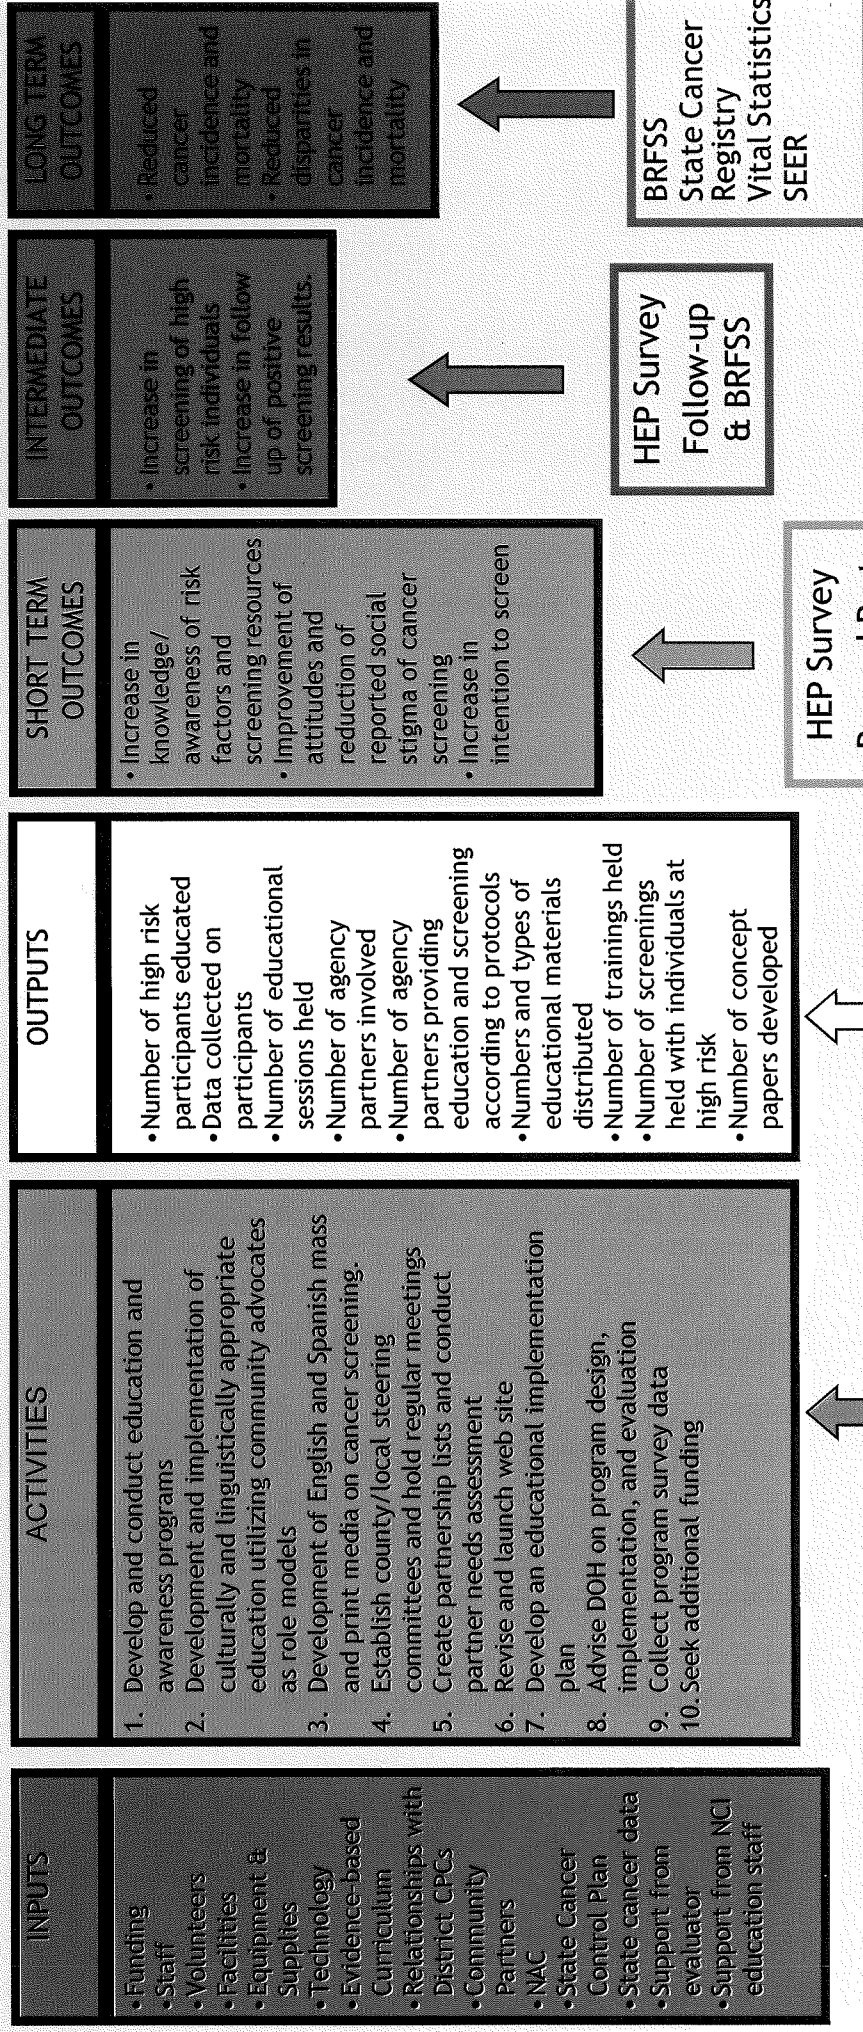 INPUTS
• Funding
• Staff
• Volunteers
• Facilities
• Equipment &
Supplies
• Technology
• Evidence-based
Curriculum
• Relationships with
District CPCs
• Community
Partners
• NAC
• State Cancer
Control Plan
• State cancer data
• Support from
evaluator
• Support from NCI
education staff
ACTIVITIES
1. Develop and conduct education and
awareness programs
2. Development and implementation of
culturally and linguistically appropriate
education utilizing community advocates
as role models
3. Development of English and Spanish mass
and print media on cancer screening.
4. Establish county/local steering
committees and hold regular meetings
5. Create partnership lists and conduct
partner needs assessment
6. Revise and launch web site
7. Develop an educational implementation
plan
8. Advise DOH on program design,
implementation, and evaluation
9. Collect program survey data
10. Seek additional funding
OUTPUTS
• Number of high risk
participants educated
• Data collected on
participants
• Number of educational
sessions held
• Number of agency
partners involved
• Number of agency
partners providing
education and screening
according to protocols
• Numbers and types of
educational materials
distributed
• Number of trainings held
• Number of screenings
held with individuals at
high risk
• Number of concept
papers developed
SHORT TERM
OUTCOMES
• Increase in
knowledge/
awareness of risk
factors and
screening resources
• Improvement of
attitudes and
reduction of
reported social
stigma of cancer
screening
• Increase in
intention to screen
HEP Survey
INTERMEDIATE
OUTCOMES
• Increase in
screening of high
risk individuals
• Increase in follow
up of positive
screening results.
HEP Survey
Follow-up
& BRFSS
LONG TERM
OUTCOMES
• Reduced
cancer
incidence and
mortality
• Reduced
disparities in
cancer
incidence and
mortality
BRFSS
State Cancer
Registry
Vital Statistics
SEER